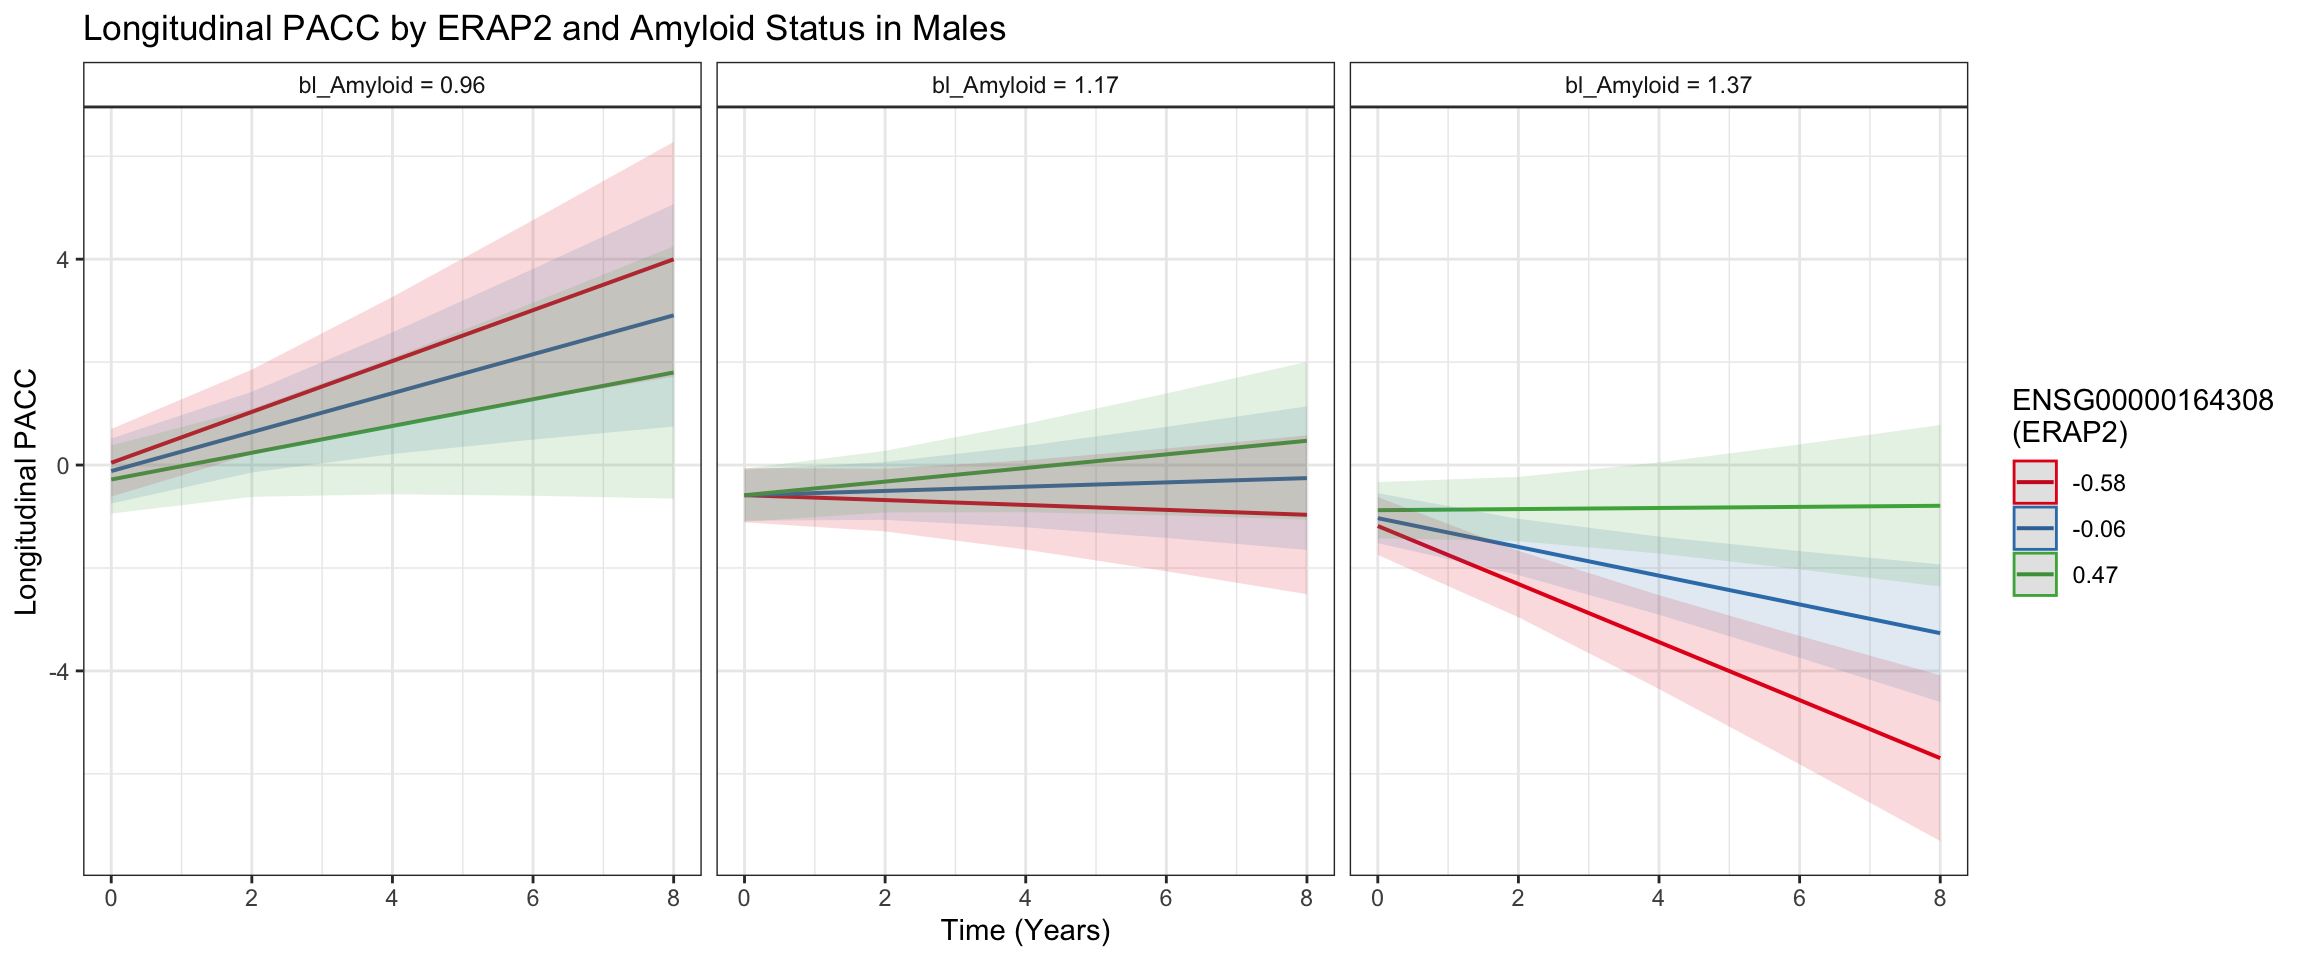 Longitudinal PACC by ERAP2 and Amyloid Status in Males
bl_Amyloid = 0.96
bl_Amyloid = 1.17
bl_Amyloid = 1.37
Longitudinal PACC
4
0
-4
0 2 4 6 8
0 2 4 6 8
0 2 4 6 8
Time (Years)
ENSG00000164308
(ERAP2)
-0.58
-0.06
0.47